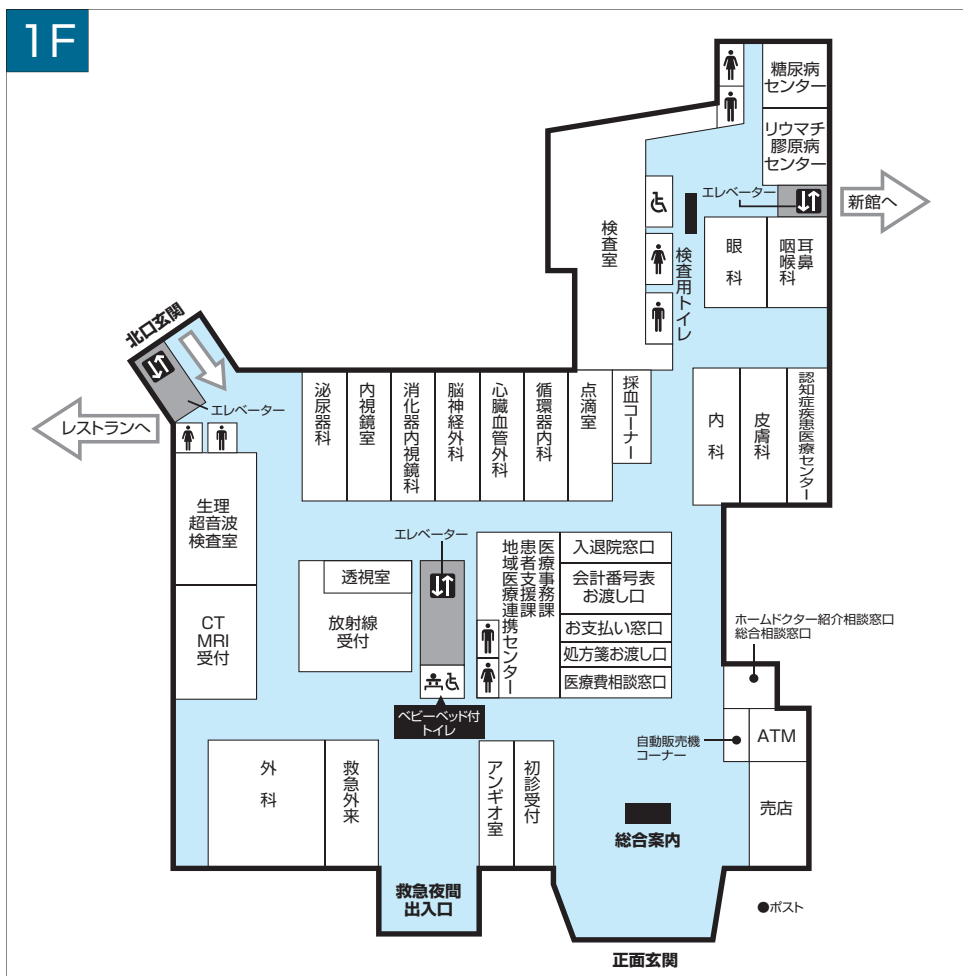 1F
糖尿病
センター
リウマチ
膠原病
センター
エレベーター
新館へ
検査室
検査用トイレ
眼科
耳鼻
咽喉科
北口玄関
エレベーター
レストランへ
泌尿器科
内視鏡室
消化器内視鏡科
脳神経外科
心臓血管外科
循環器内科
点滴室
採血コーナー
内科
皮膚科
認知症疾患医療センター
生理
超音波
検査室
CT
MRI
受付
エレベーター
透視室
放射線
受付
医療事務課
患者支援課
地域医療連携センター
入退院窓口
会計番号表
お渡し口
お支払い窓口
処方箋お渡し口
医療費相談窓口
ホームドクター紹介相談窓口
総合相談窓口
ベビーベッド付
トイレ
自動販売機
コーナー
ATM
売店
外科
救急外来
アンギオ室
初診受付
総合案内
救急夜間
出入口
●ポスト
正面玄関